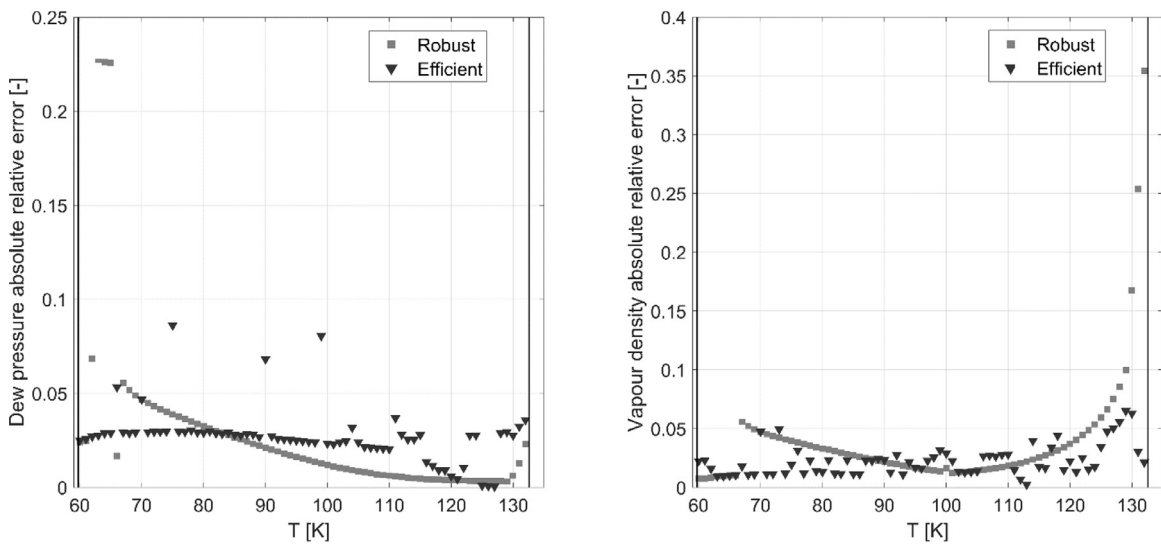 Dew pressure absolute relative error [-]
0.25
0.2
0.15
0.1
0.05
0
60 70 80 90 100 110 120 130
T [K]
Robust
Efficient
Vapour density absolute relative error [-]
0.4
0.35
0.3
0.25
0.2
0.15
0.1
0.05
0
60 70 80 90 100 110 120 130
T [K]
Robust
Efficient